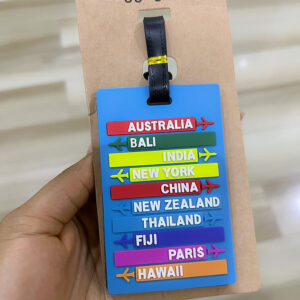 AUSTRALIA
BALI
INDIA
NEW YORK
CHINA
NEW ZEALAND
THAILAND
FIJI
PARIS
HAWAII